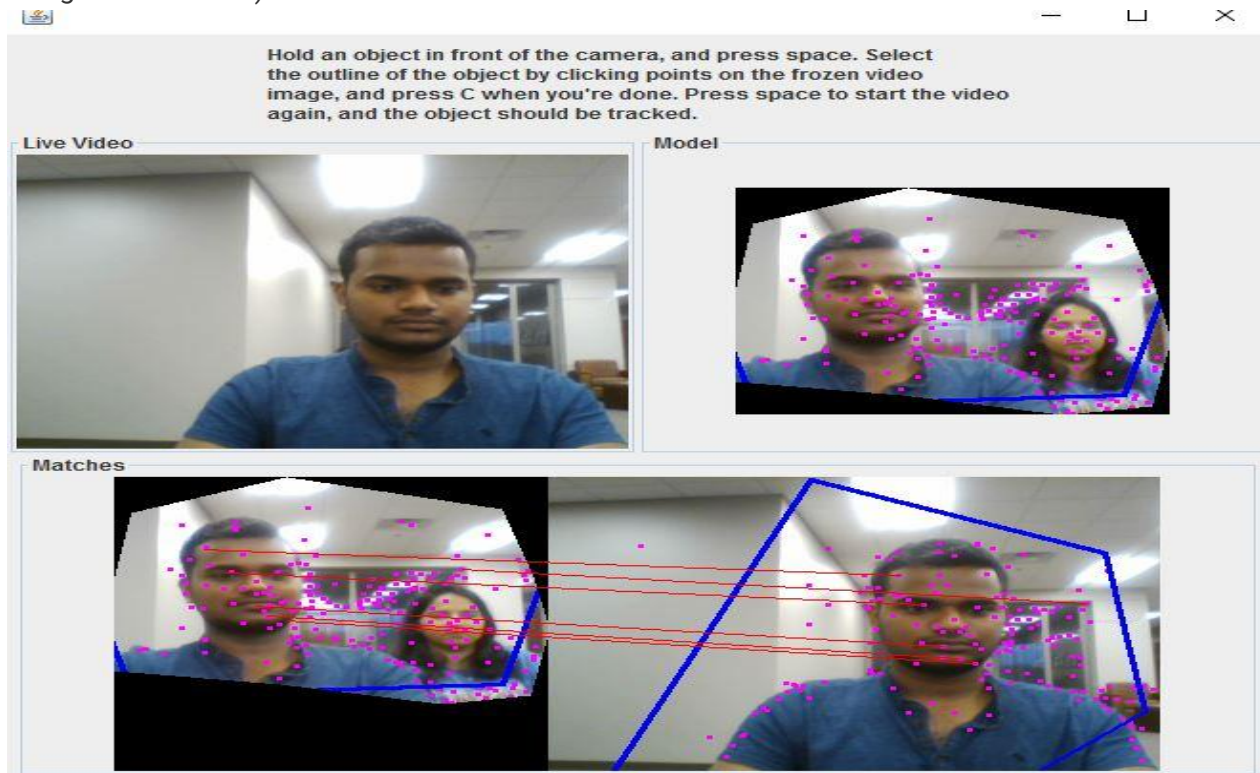 Hold an object in front of the camera, and press space. Select
the outline of the object by clicking points on the frozen video
image, and press C when you're done. Press space to start the video
again, and the object should be tracked.
Live Video
Model
Matches